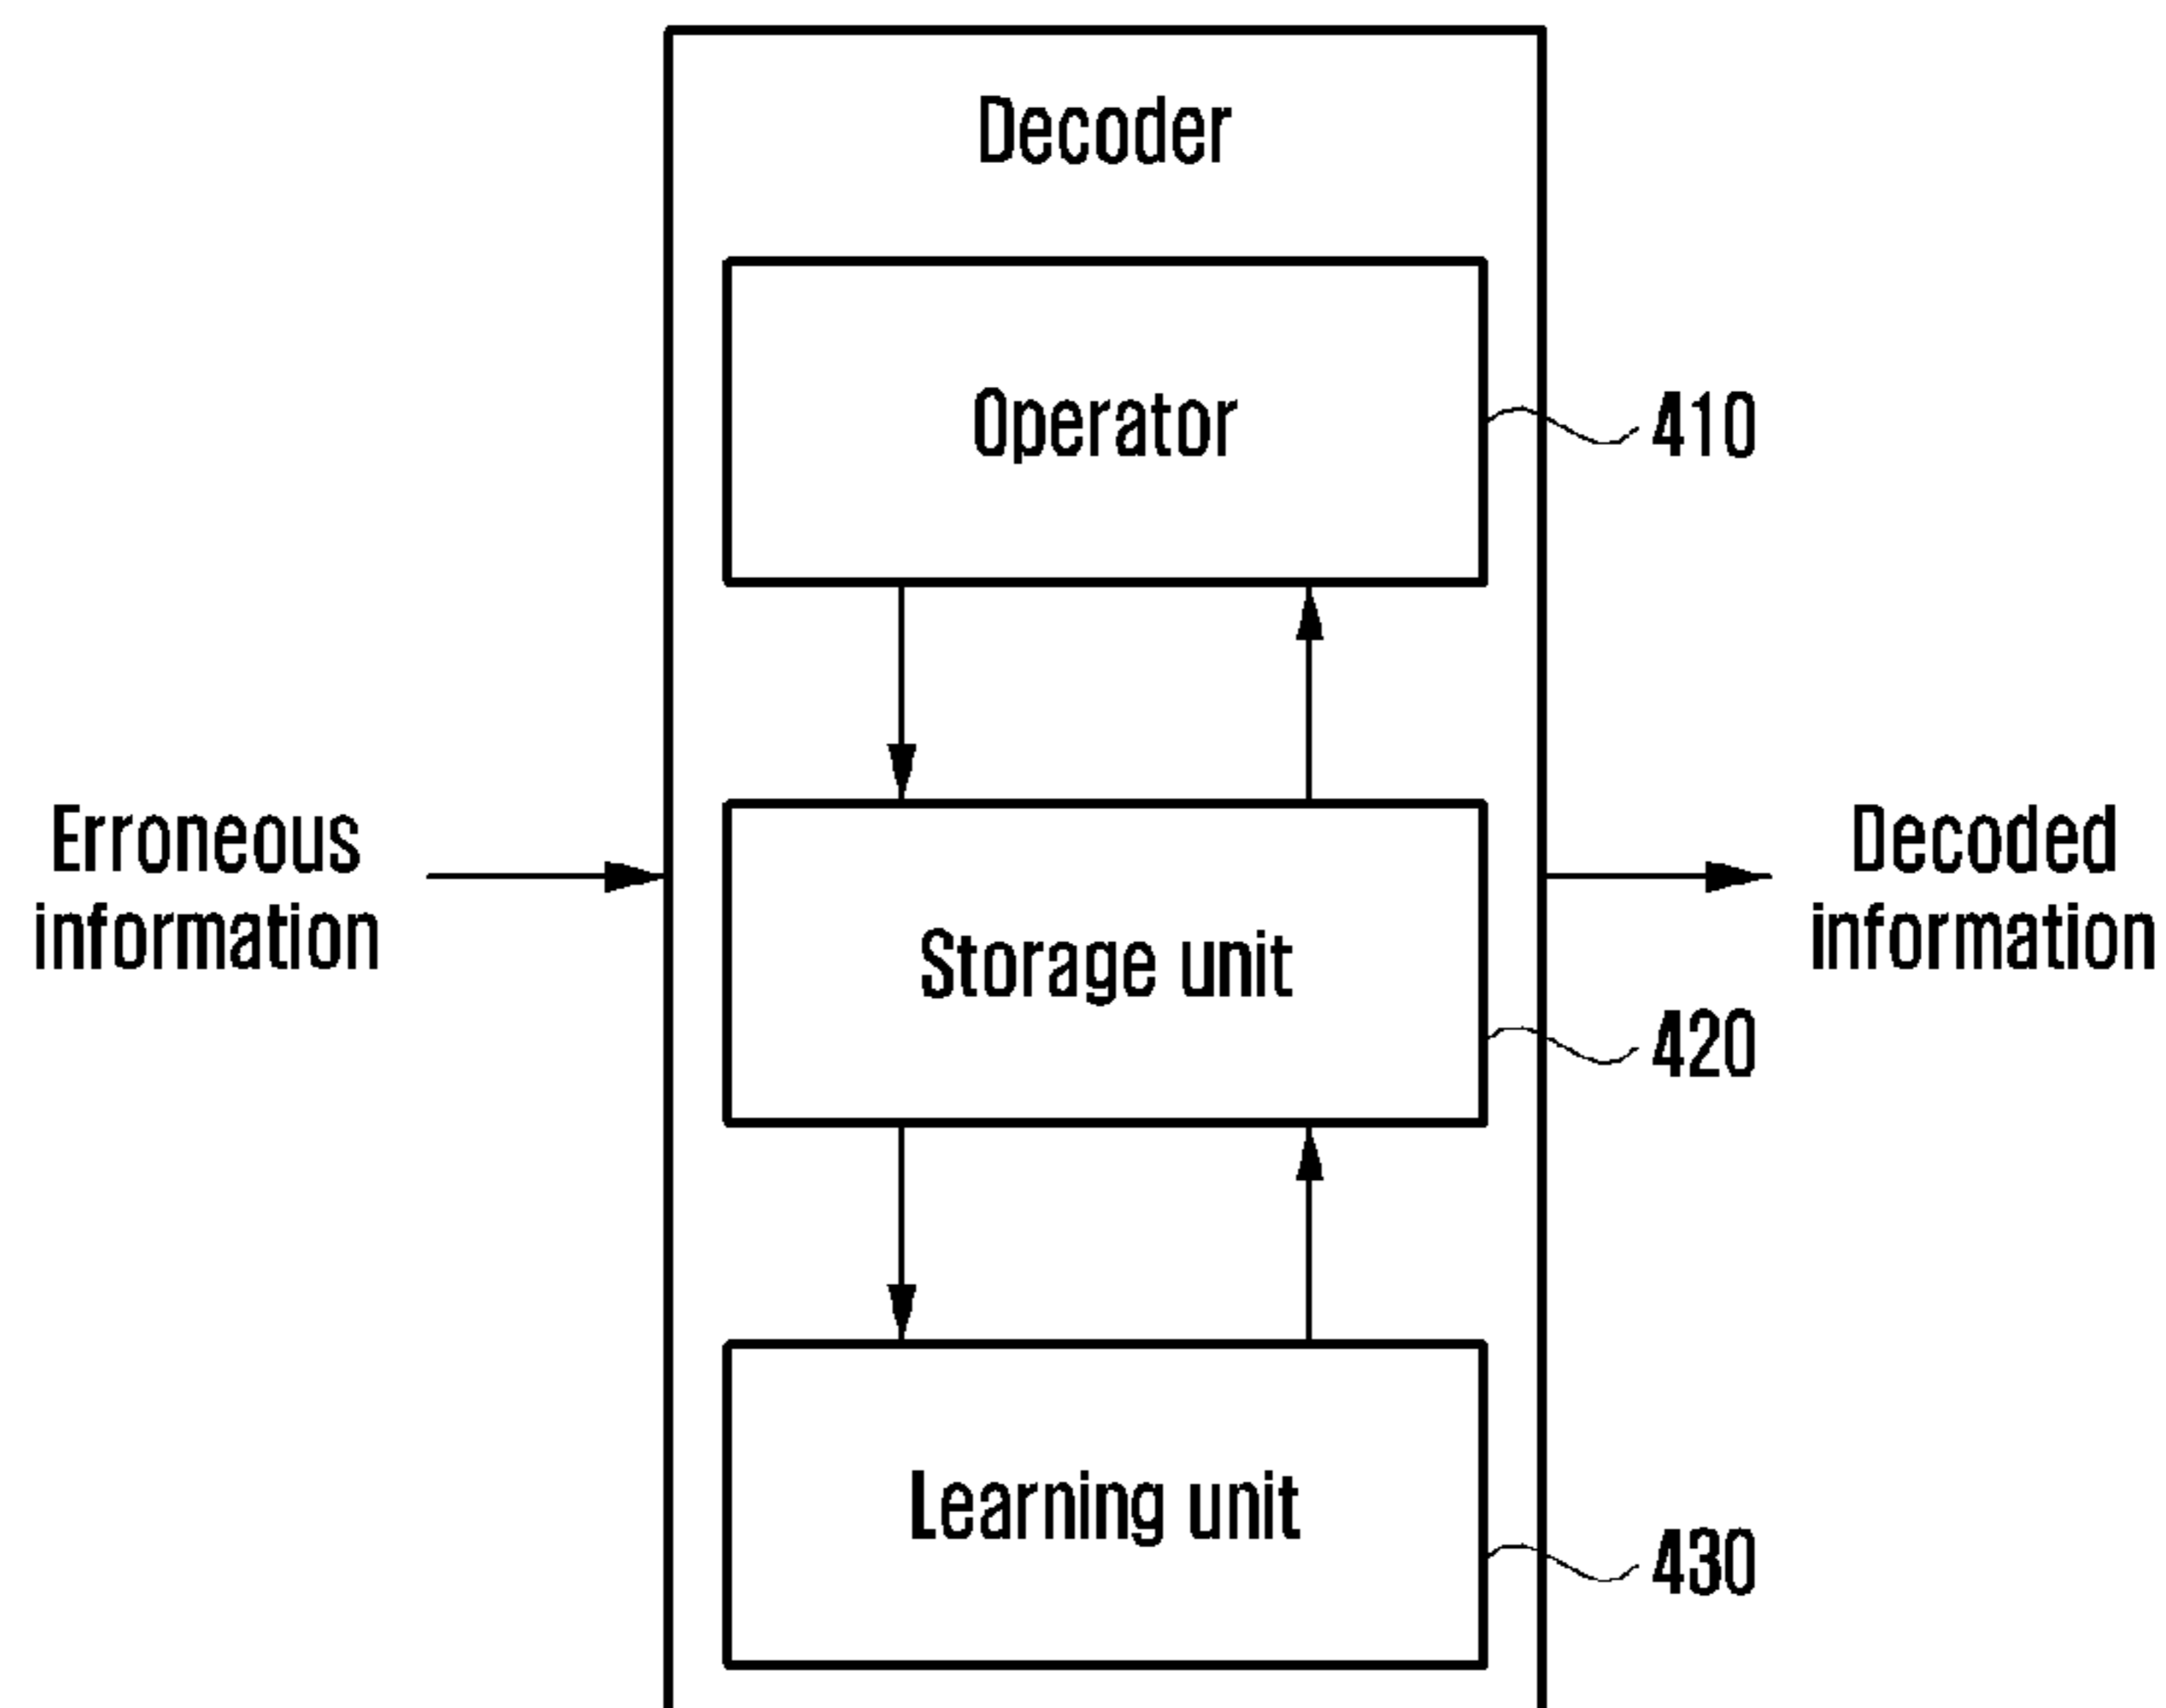 Decoder
Operator
410
Erroneous
information
Storage unit
420
Decoded
information
Learning unit
430